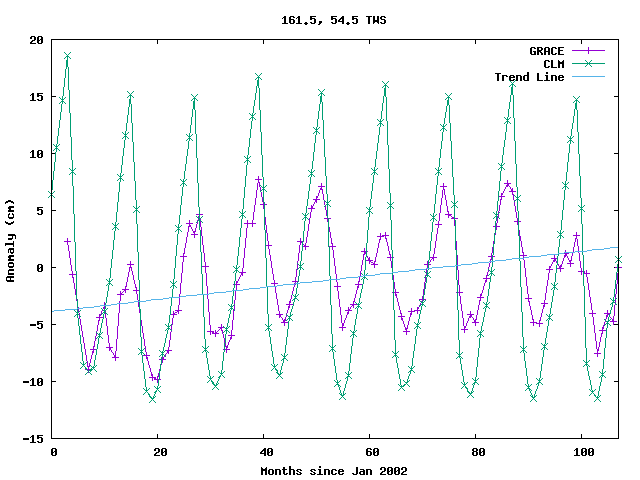 161.5, 54.5 TWS
GRACE
CLM
Trend Line
20
15
10
5
0
-5
-10
-15
Anomaly (cm)
0 20 40 60 80 100
Months since Jan 2002